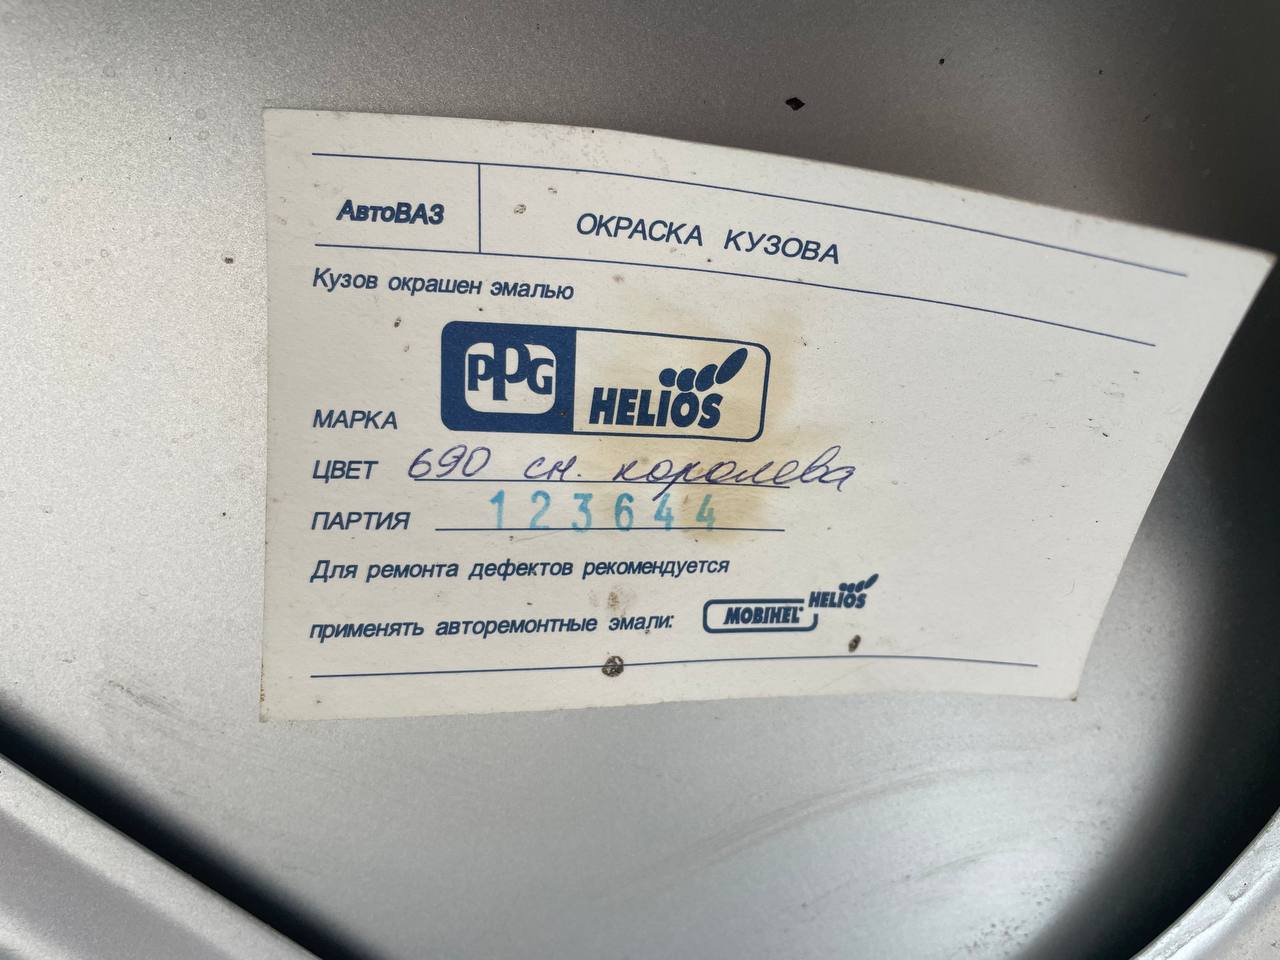 АвтоВАЗ
ОКРАСКА КУЗОВА
Кузов окрашен эмалью
МАРКА PPG HELIOS
ЦВЕТ 690 сн. королева
ПАРТИЯ 123644
Для ремонта дефектов рекомендуется
применять авторемонтные эмали: MOBIHEL HELIOS